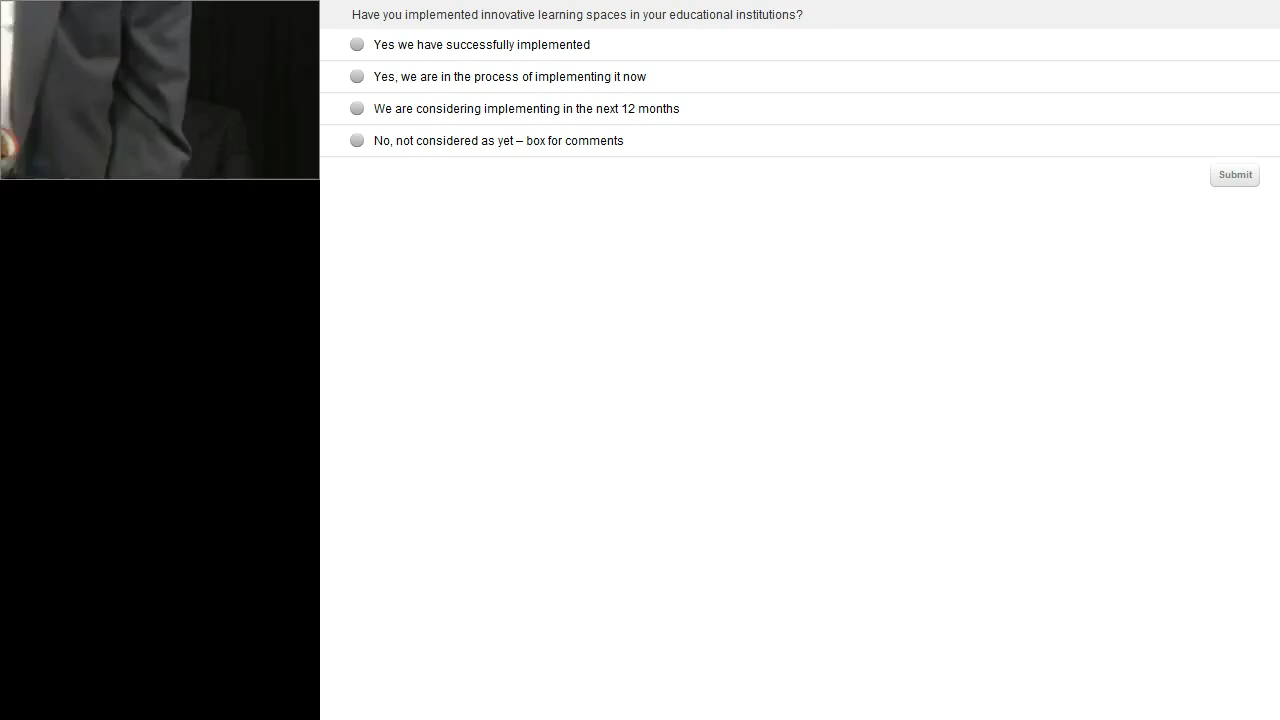 Have you implemented innovative learning spaces in your educational institutions?
Yes we have successfully implemented
Yes, we are in the process of implementing it now
We are considering implementing in the next 12 months
No, not considered as yet – box for comments
Submit